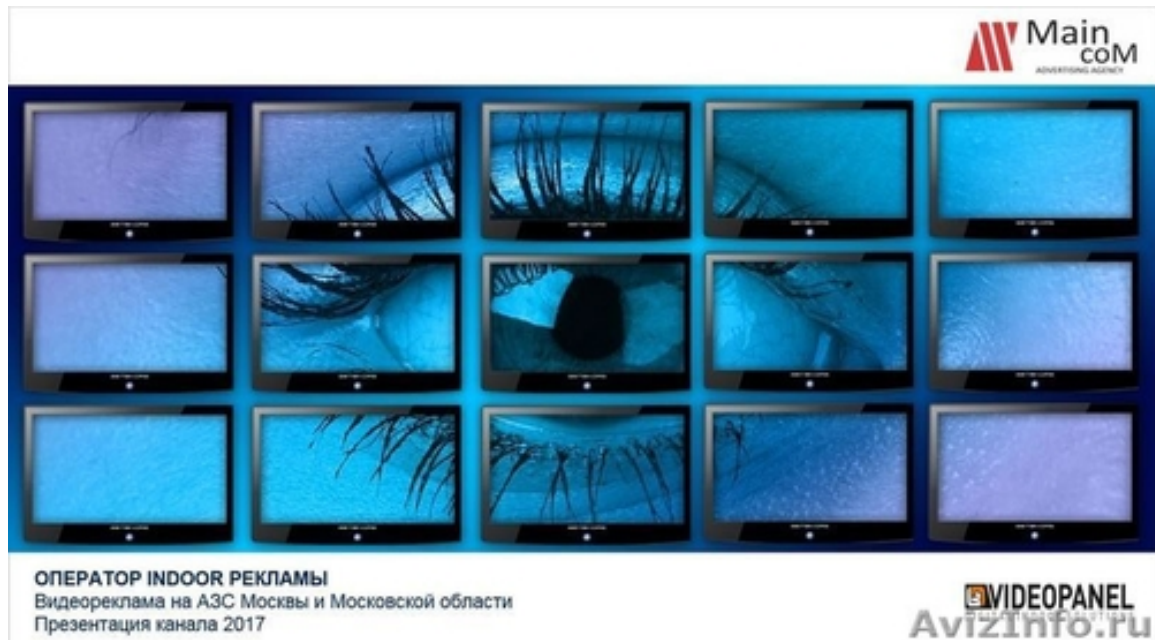 Main
coM
ADVERTISING AGENCY
ОПЕРАТОР INDOOR РЕКЛАМЫ
Видеореклама на АЗС Москвы и Московской области
Презентация канала 2017
VIDEOPANEL
AvizInfo.ru